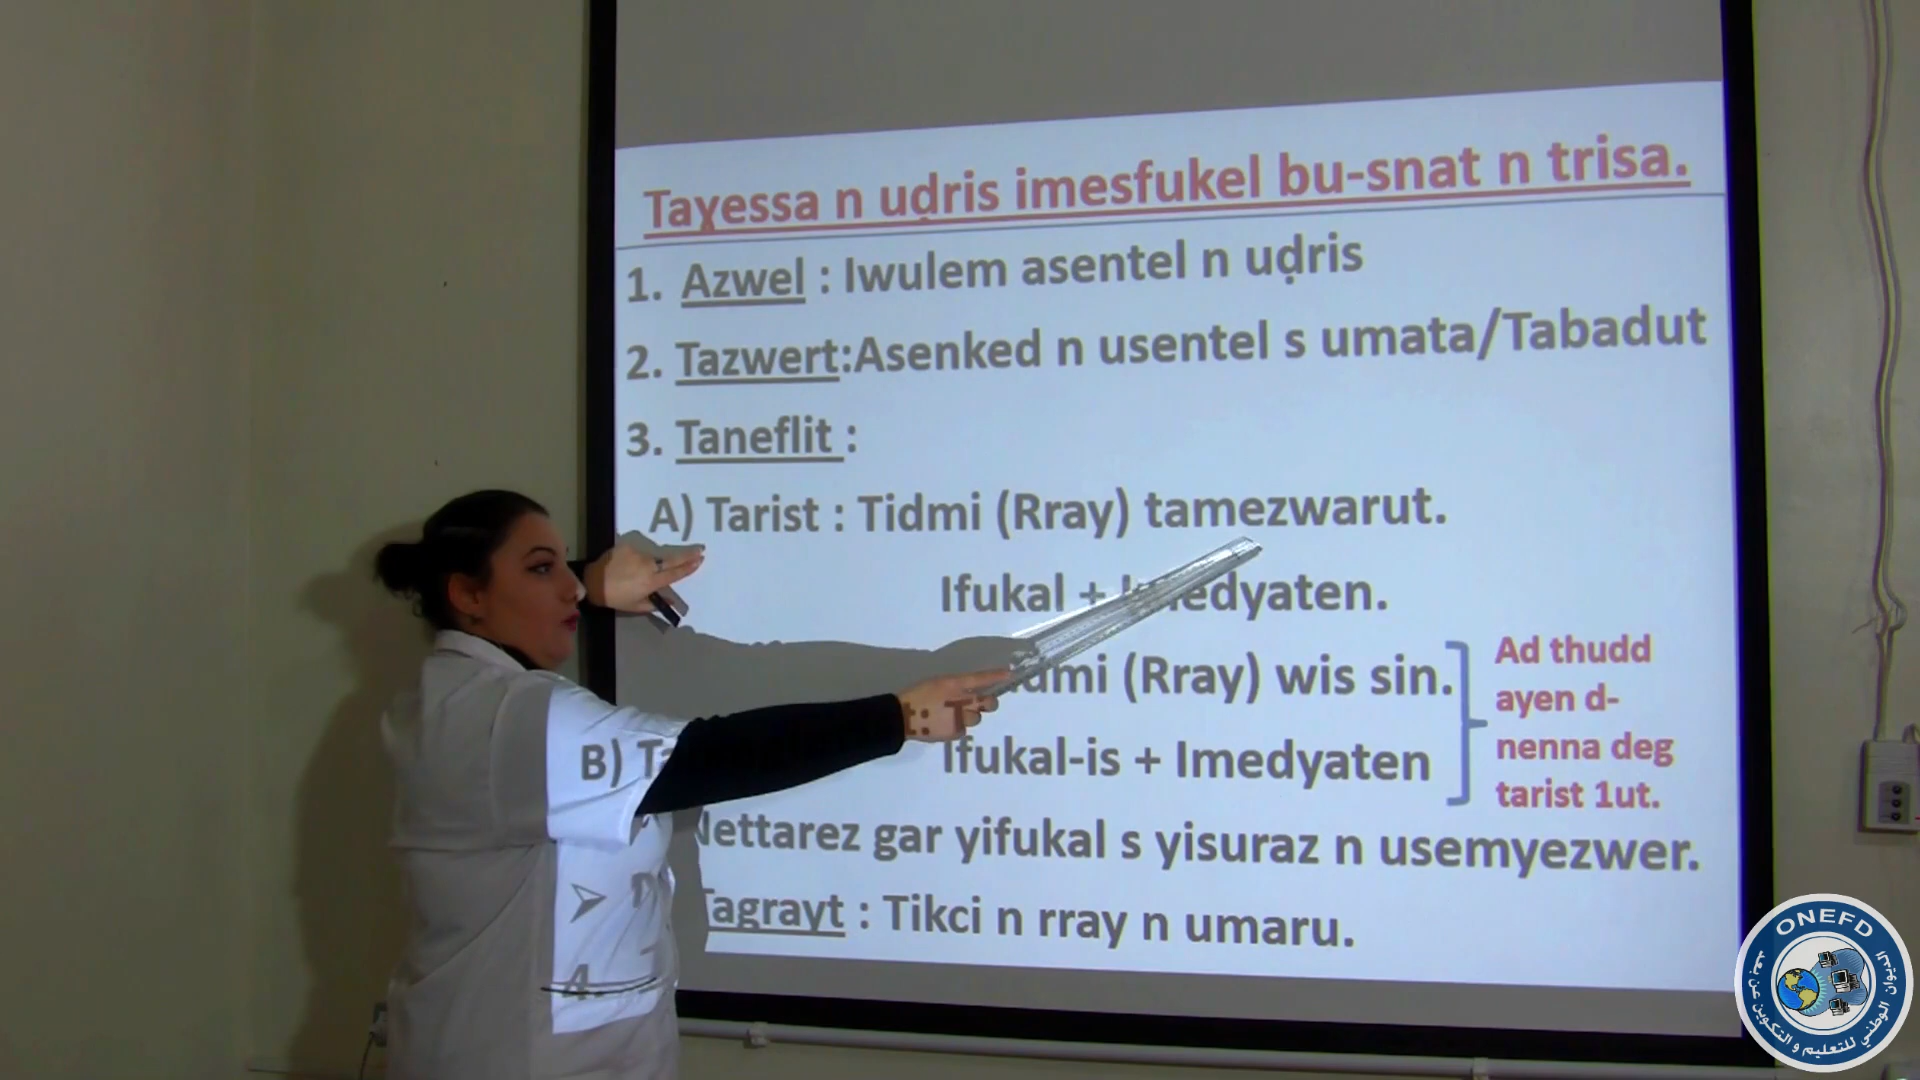 Taɣessa n uḍris imesfukel bu-snat n trisa.
1. Azwel : Iwulem asentel n uḍris
2. Tazwert:Asenked n usentel s umata/Tabadut
3. Taneflit :
A) Tarist : Tidmi (Rray) tamezwarut.
Ifukal +
(Rray) wis sin.
B)
Ifukal-is + Imedyaten
Ad thudd
ayen d-
nenna deg
tarist 1ut.
Nettarez gar yifukal s yisuraz n usemyezwer.
4. Tagrayt : Tikci n rray n umaru.
ONEFD
الديوان الوطني للتعليم و التكوين عن بعد